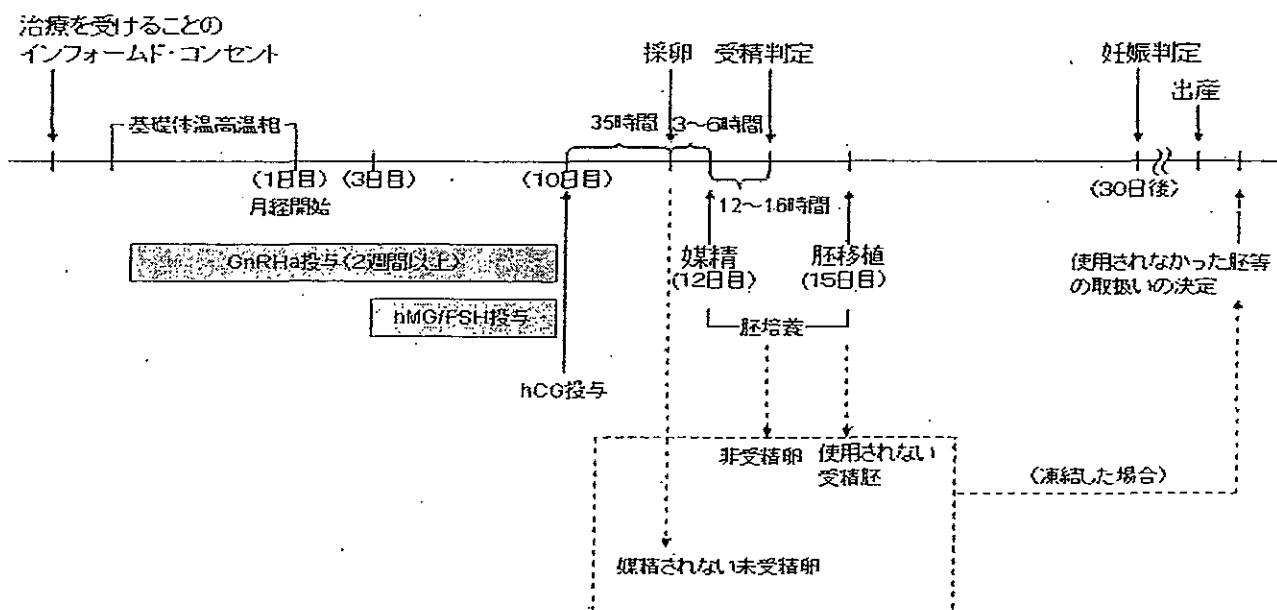 治療を受けることの
インフォームド・コンセント
採卵
受精判定
妊娠判定
出産
基礎体温高温相
35時間
3～6時間
(1日目)
月経開始
(3日目)
(10日目)
12～16時間
(30日後)
GnRHa投与(2週間以上)
媒精
(12日目)
胚移植
(15日目)
使用されなかった胚等
の取扱いの決定
hMG/FSH投与
胚培養
hCG投与
非受精卵
使用されない
受精胚
(凍結した場合)
媒精されない未受精卵